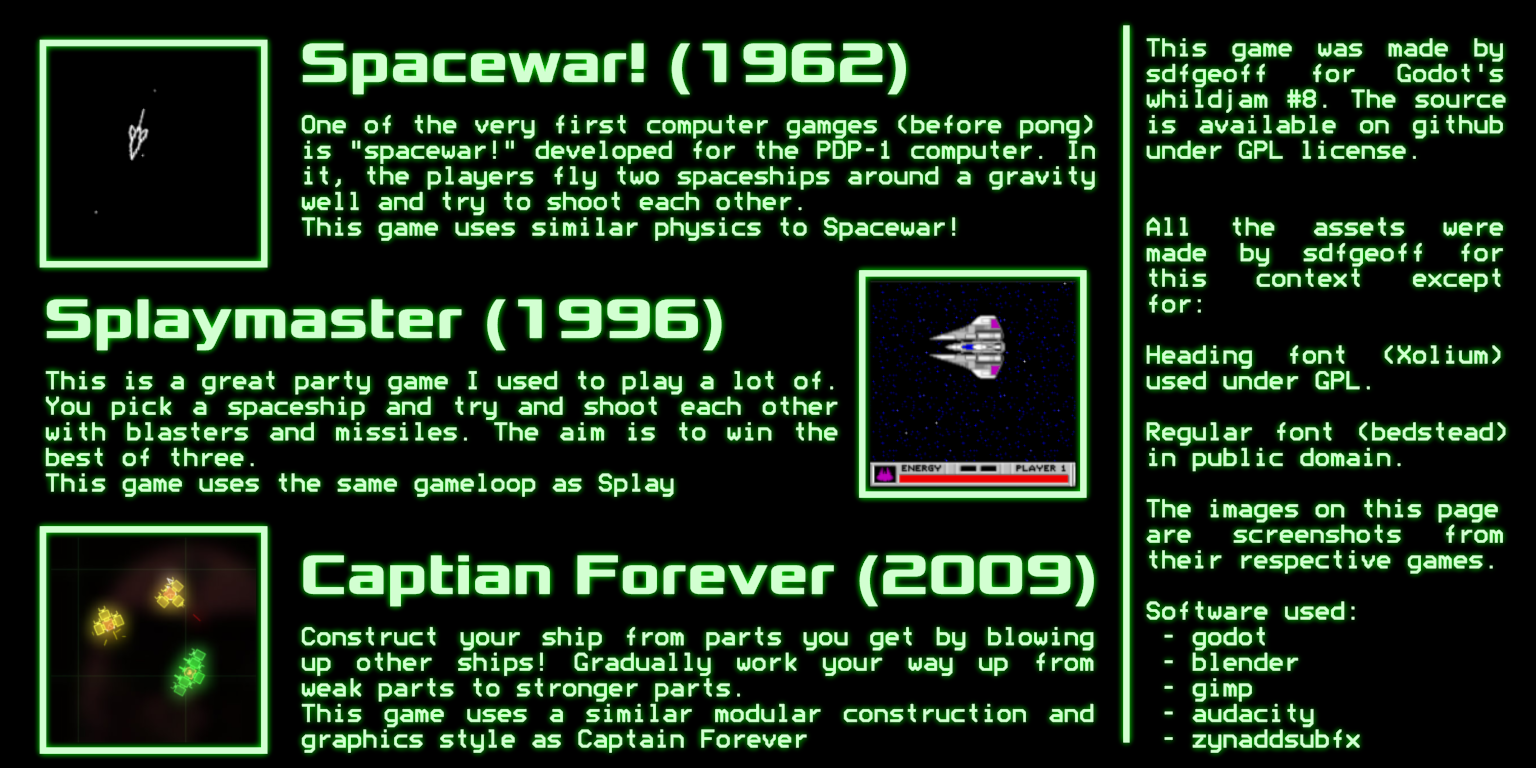 Spacewar! (1962)
One of the very first computer gamges (before pong)
is "spacewar!" developed for the PDP-1 computer. In
it, the players fly two spaceships around a gravity
well and try to shoot each other.
This game uses similar physics to Spacewar!
Splaymaster (1996)
This is a great party game I used to play a lot of.
You pick a spaceship and try and shoot each other
with blasters and missiles. The aim is to win the
best of three.
This game uses the same gameloop as Splay
ENERGY
PLAYER 1
Captian Forever (2009)
Construct your ship from parts you get by blowing
up other ships! Gradually work your way up from
weak parts to stronger parts.
This game uses a similar modular construction and
graphics style as Captain Forever
This game was made by
sdfgeoff for Godot's
whildjam #8. The source
is available on github
under GPL license.
All the assets were
made by sdfgeoff for
this context except
for:
Heading font (Xolium)
used under GPL.
Regular font (bedstead)
in public domain.
The images on this page
are screenshots from
their respective games.
Software used:
- godot
- blender
- gimp
- audacity
- zynaddsubfx